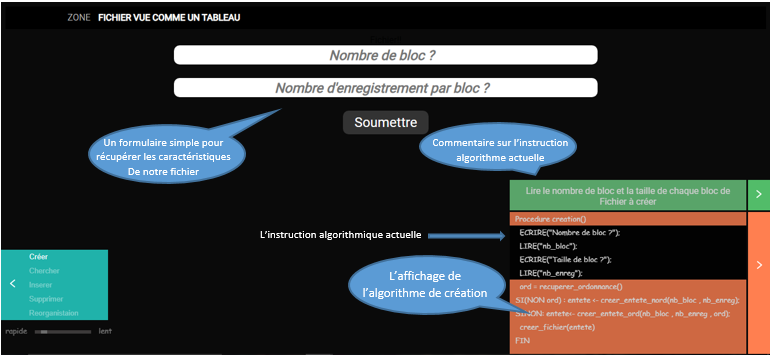 ZONE FICHIER VUE COMME UN TABLEAU
Nombre de bloc ?
Nombre d'enregistrement par bloc ?
Soumettre
Un formulaire simple pour
récupérer les caractéristiques
De notre fichier
Commentaire sur l'instruction
algorithme actuelle
Lire le nombre de bloc et la taille de chaque bloc de
Fichier à créer
L'instruction algorithmique actuelle
Procedure creation()
ECRIRE("Nombre de bloc ?");
LIRE("nb_bloc");
ECRIRE("Taille de bloc ?");
LIRE("nb_enreg");
ord = recuperer_ordonnance()
SI(NON ord) : entete <- creer_entete_nord(nb_bloc , nb_enreg);
SINON: entete<- creer_entete_ord(nb_bloc , nb_enreg , ord);
creer_fichier(entete)
FIN
L'affichage de
l'algorithme de création
Créer
Chercher
Inserer
Supprimer
Reorganistaion
rapide lent